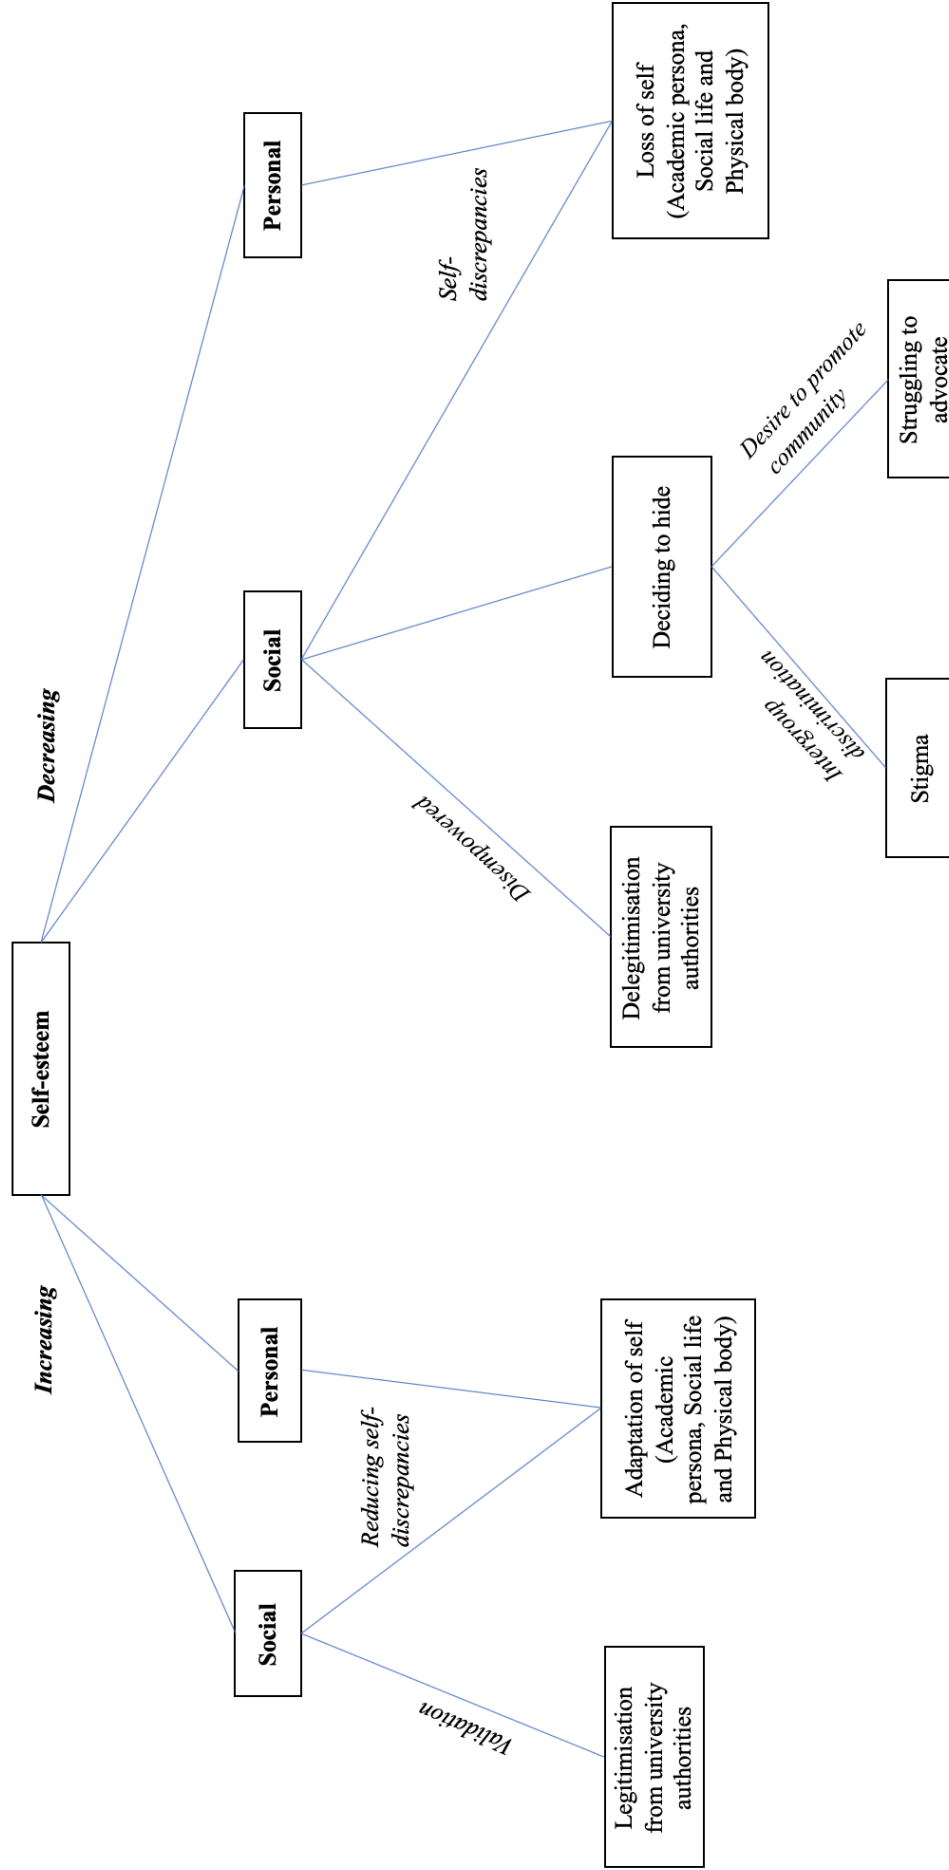 Self-esteem
Increasing
Decreasing
Social
Personal
Social
Personal
Validation
Reducing self-
discrepancies
Disempowered
Self-
discrepancies
Legitimisation
from university
authorities
Adaptation of self
(Academic
persona, Social life
and Physical body)
Delegitimisation
from university
authorities
Deciding to hide
Loss of self
(Academic persona,
Social life and
Physical body)
Intergroup
discrimination
Desire to promote
community
Stigma
Struggling to
advocate